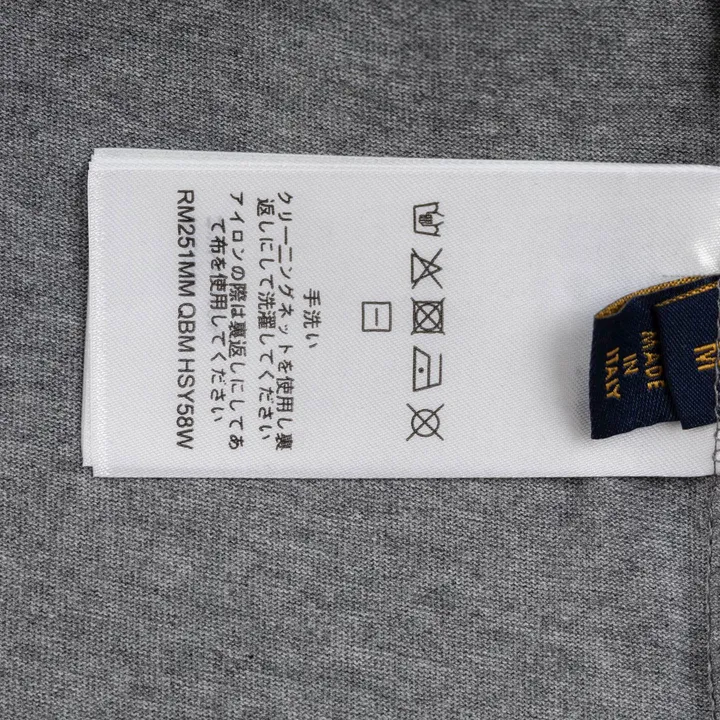 手洗い
クリーニングネットを使用し裏
返しにして洗濯してください
アイロンの際は裏返しにしてあ
て布を使用してください
RM251MM QBM HSY58W
M
MADE
IN
ITALY